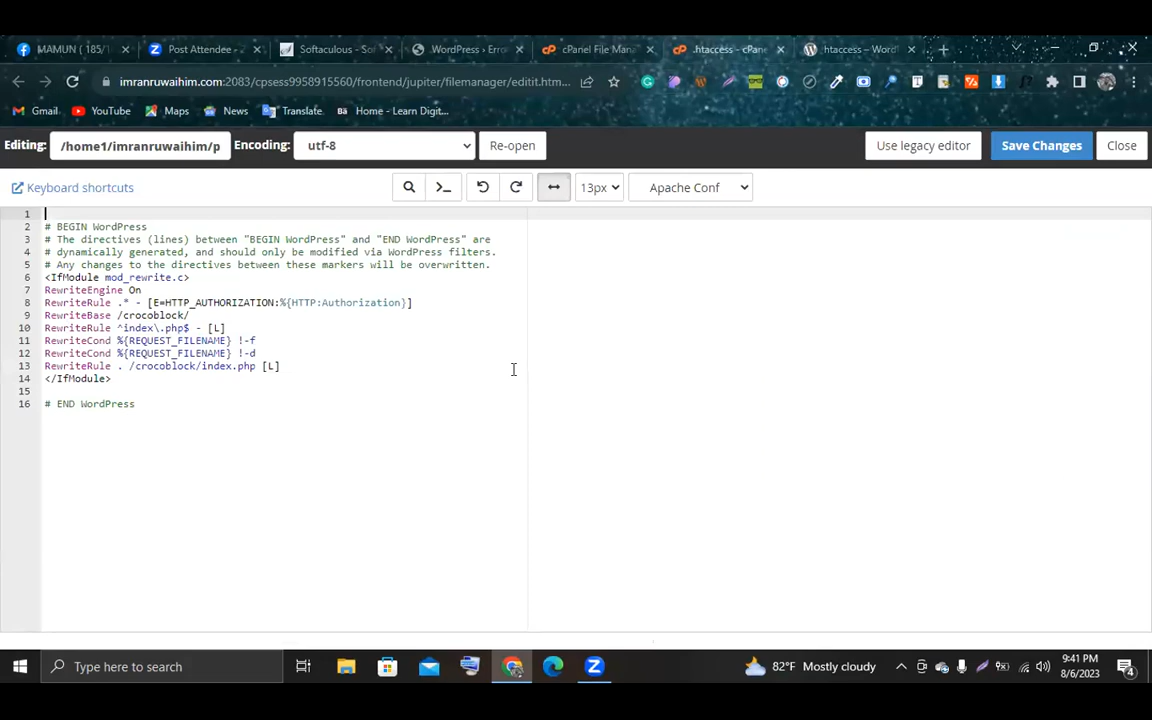 MAMUN ( 185/
Post Attendee -
Softaculous - So
WordPress › Erro
cPanel File Man
.htaccess - cPan
htaccess – Word
imranruwaihim.com:2083/cpsess9958915560/frontend/jupiter/filemanager/editit.htm...
Gmail
YouTube
Maps
News
Translate
Home - Learn Digit...
Editing:
/home1/imranruwaihim/p
Encoding:
utf-8
Re-open
Use legacy editor
Save Changes
Close
Keyboard shortcuts
13px
Apache Conf
1
2 # BEGIN WordPress
3 # The directives (lines) between "BEGIN WordPress" and "END WordPress" are
4 # dynamically generated, and should only be modified via WordPress filters.
5 # Any changes to the directives between these markers will be overwritten.
6 <IfModule mod_rewrite.c>
7 RewriteEngine On
8 RewriteRule .* - [E=HTTP_AUTHORIZATION:%{HTTP:Authorization}]
9 RewriteBase /crocoblock/
10 RewriteRule ^index\.php$ - [L]
11 RewriteCond %{REQUEST_FILENAME} !-f
12 RewriteCond %{REQUEST_FILENAME} !-d
13 RewriteRule . /crocoblock/index.php [L]
14 </IfModule>
15
16 # END WordPress
Type here to search
82°F Mostly cloudy
9:41 PM
8/6/2023
4